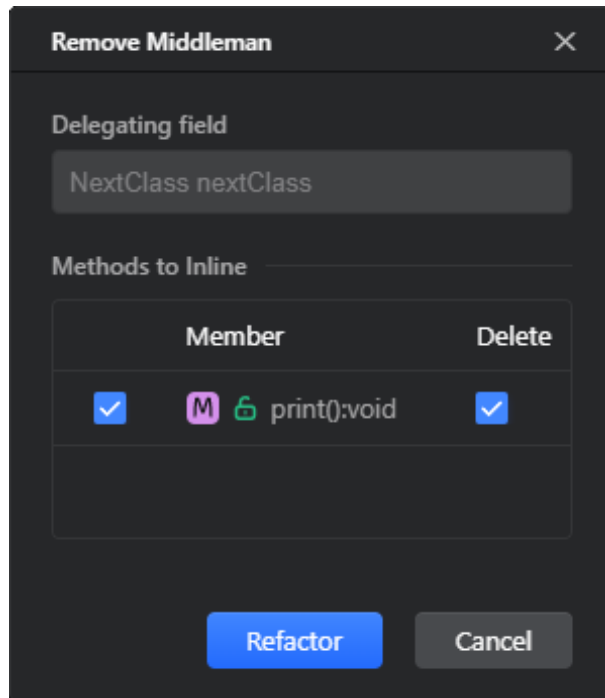 Remove Middleman
Delegating field
NextClass nextClass
Methods to Inline
Member Delete
M print():void
Refactor Cancel